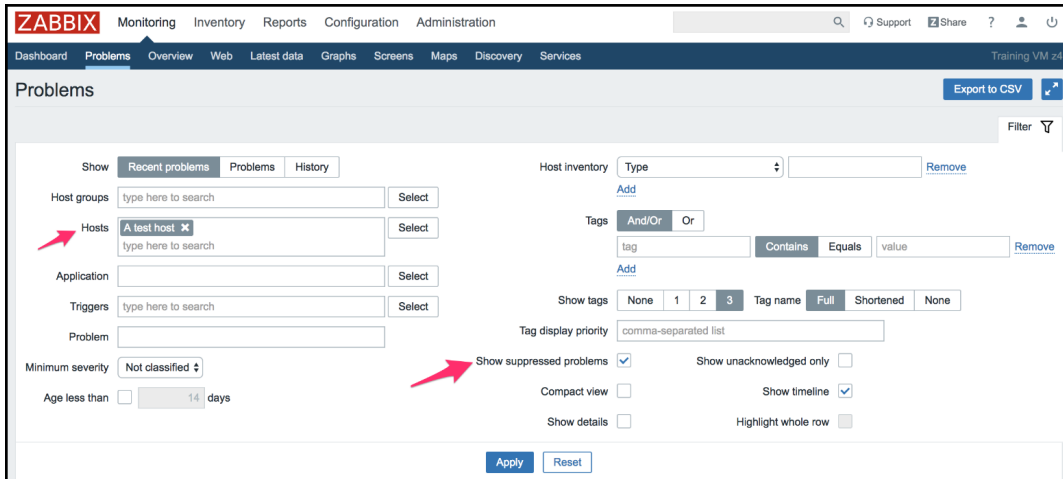 ZABBIX Monitoring Inventory Reports Configuration Administration Support Z Share ?
Dashboard Problems Overview Web Latest data Graphs Screens Maps Discovery Services Training VM z4
Problems Export to CSV
Filter
Show Recent problems Problems History
Host groups type here to search Select
Hosts A test host Select
type here to search
Application Select
Triggers type here to search Select
Problem
Minimum severity Not classified
Age less than 14 days
Host inventory Type Remove
Add
Tags And/Or Or
tag Contains Equals value Remove
Add
Show tags None 1 2 3 Tag name Full Shortened None
Tag display priority comma-separated list
Show suppressed problems Show unacknowledged only
Compact view Show timeline
Show details Highlight whole row
Apply Reset